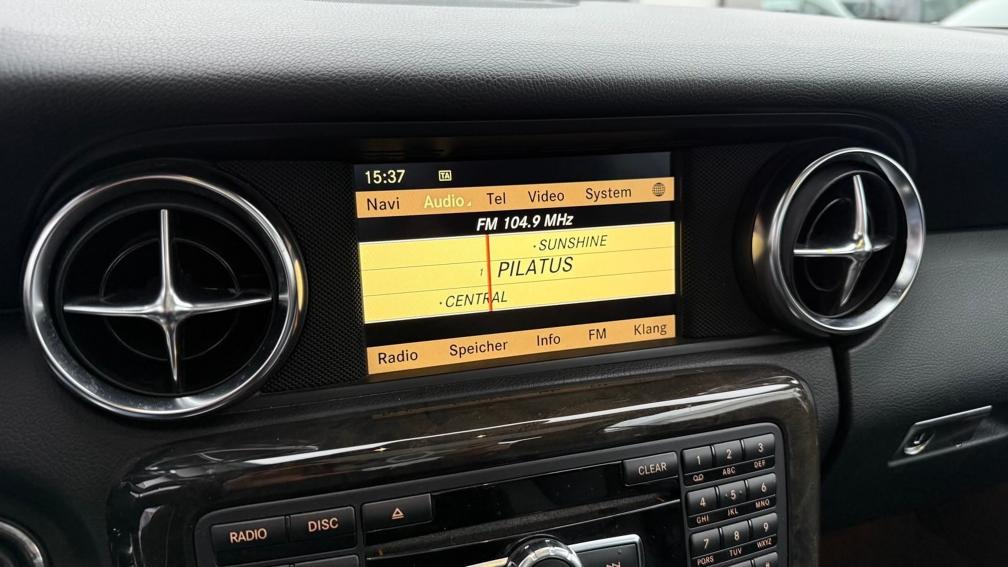 15:37 TA
Navi Audio Tel Video System
FM 104.9 MHz
·SUNSHINE
1 PILATUS
·CENTRAL
Radio Speicher Info FM Klang
CLEAR
1 2 3
ABC DEF
4 ·5· 6
GHI JKL MNO
7 8 9
PQRS TUV WXYZ
RADIO DISC